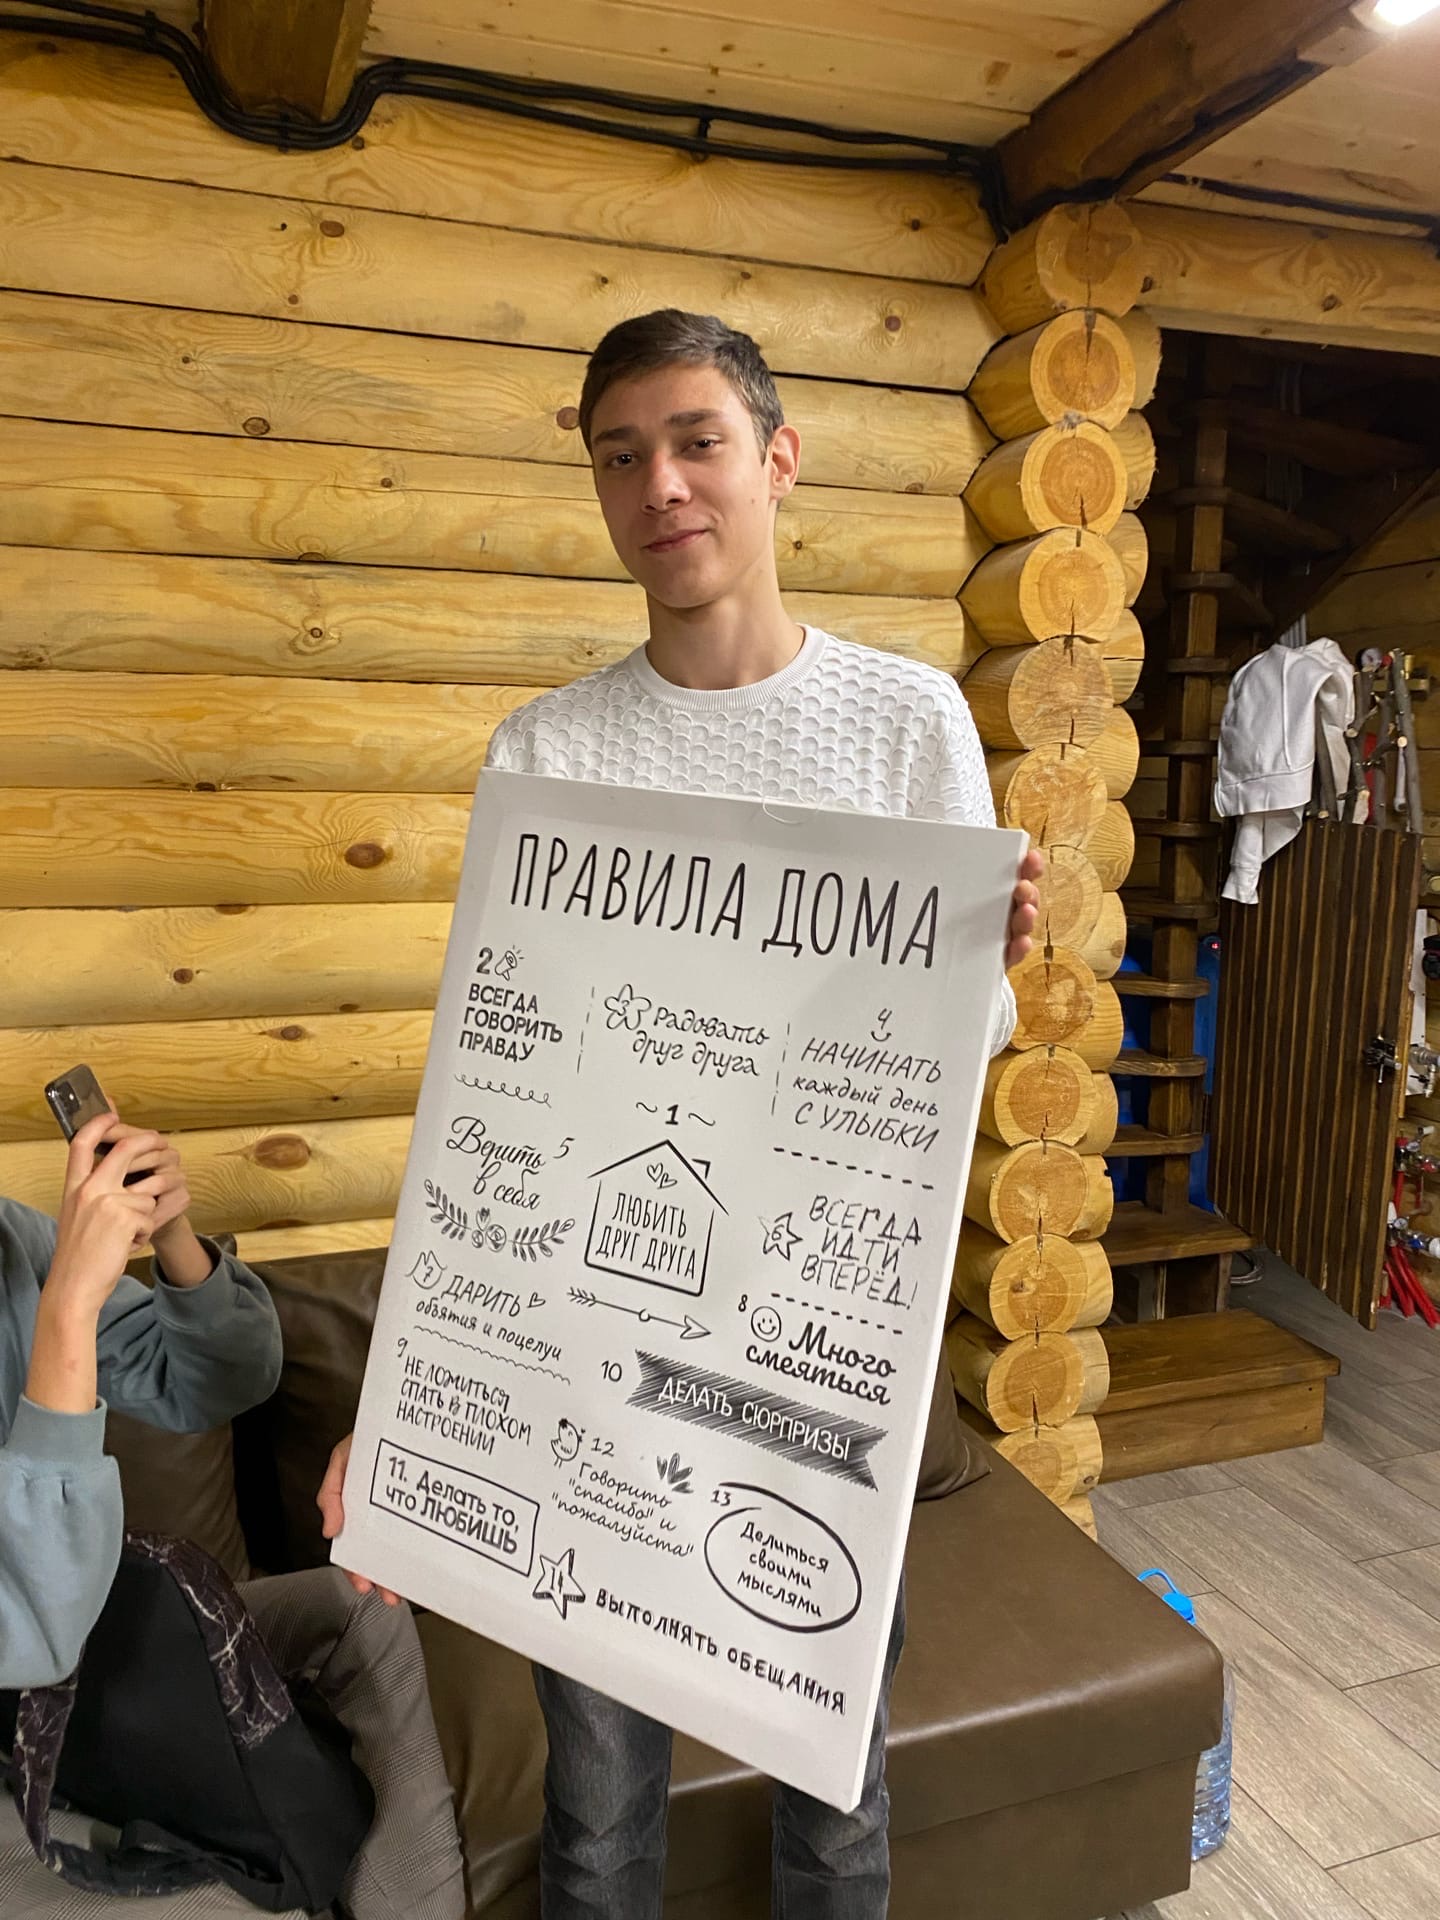 ПРАВИЛА ДОМА
2
ВСЕГДА
ГОВОРИТЬ
ПРАВДУ
3 Радовать
друг друга
4
НАЧИНАТЬ
каждый день
С УЛЫБКИ
~ 1 ~
ЛЮБИТЬ
ДРУГ ДРУГА
Верить 5
в себя
6 ВСЕГДА
ИДТИ
ВПЕРЁД!
7 ДАРИТЬ
объятия и поцелуи
8 Много
смеяться
9
НЕ ЛОЖИТЬСЯ
СПАТЬ В ПЛОХОМ
НАСТРОЕНИИ
10 ДЕЛАТЬ СЮРПРИЗЫ
11. Делать то,
что ЛЮБИШЬ
12
Говорить
"спасибо" и
"пожалуйста"
13
Делиться
своими
мыслями
14 ВЫПОЛНЯТЬ ОБЕЩАНИЯ